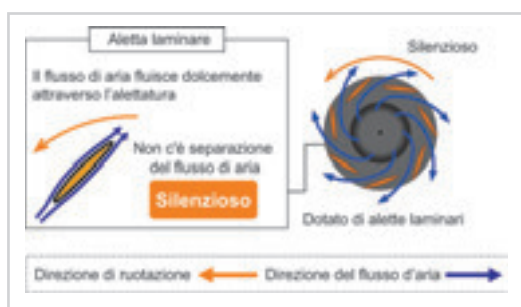 Aletta laminare
Il flusso di aria fluisce dolcemente
attraverso l'alettatura
Non c'è separazione
del flusso di aria
Silenzioso
Silenzioso
Dotato di alette laminari
Direzione di ruotazione
Direzione del flusso d'aria